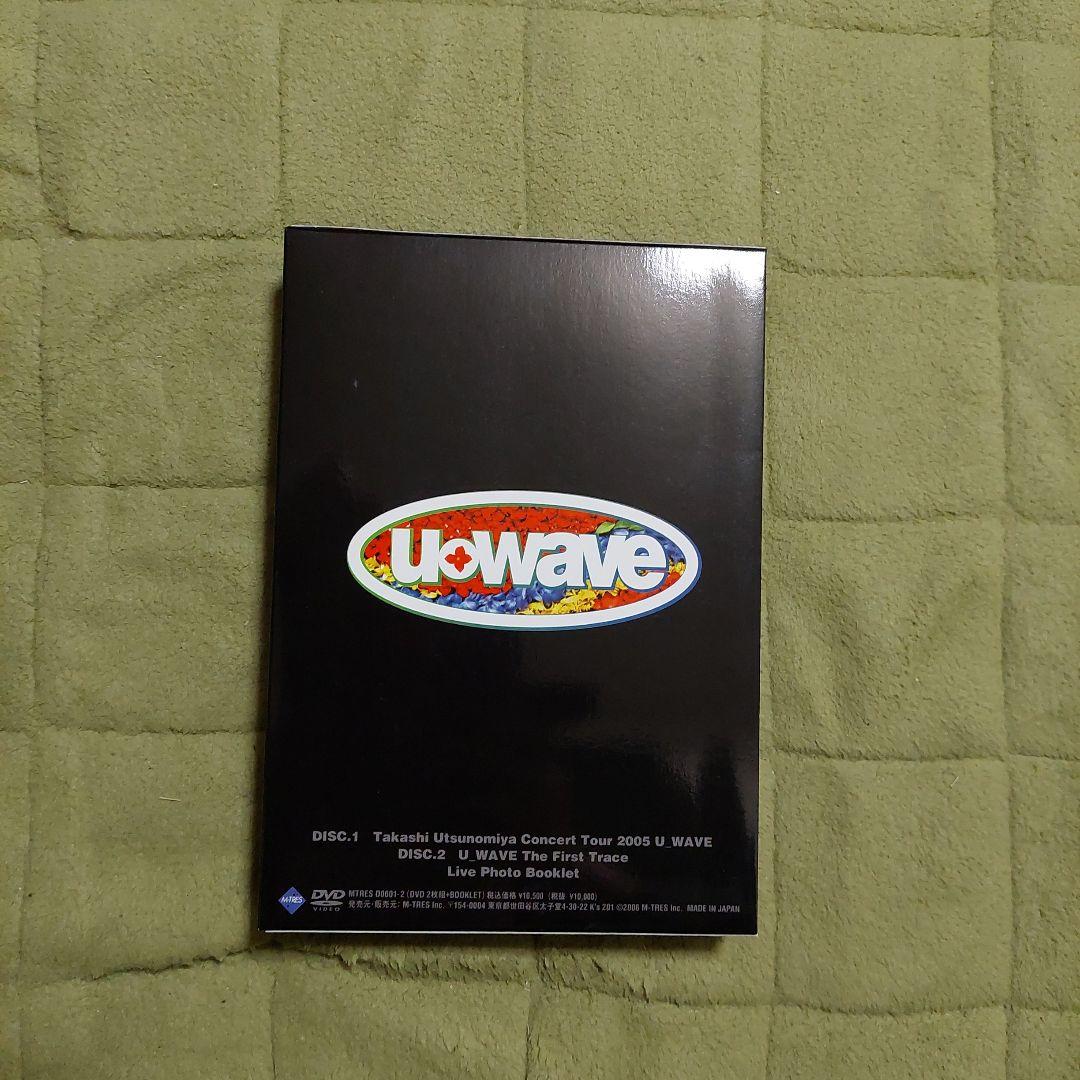 u wave
DISC.1 Takashi Utsunomiya Concert Tour 2005 U_WAVE
DISC.2 U_WAVE The First Trace
Live Photo Booklet
M-TRES DVD VIDEO MTRES D0601-2 (DVD 2枚組+BOOKLET) 税込価格 ¥10,500 (税抜 ¥10,000)
発売元・販売元: M-TRES Inc. 〒154-0004 東京都世田谷区太子堂4-30-22 K's 201 ©2006 M-TRES Inc. MADE IN JAPAN